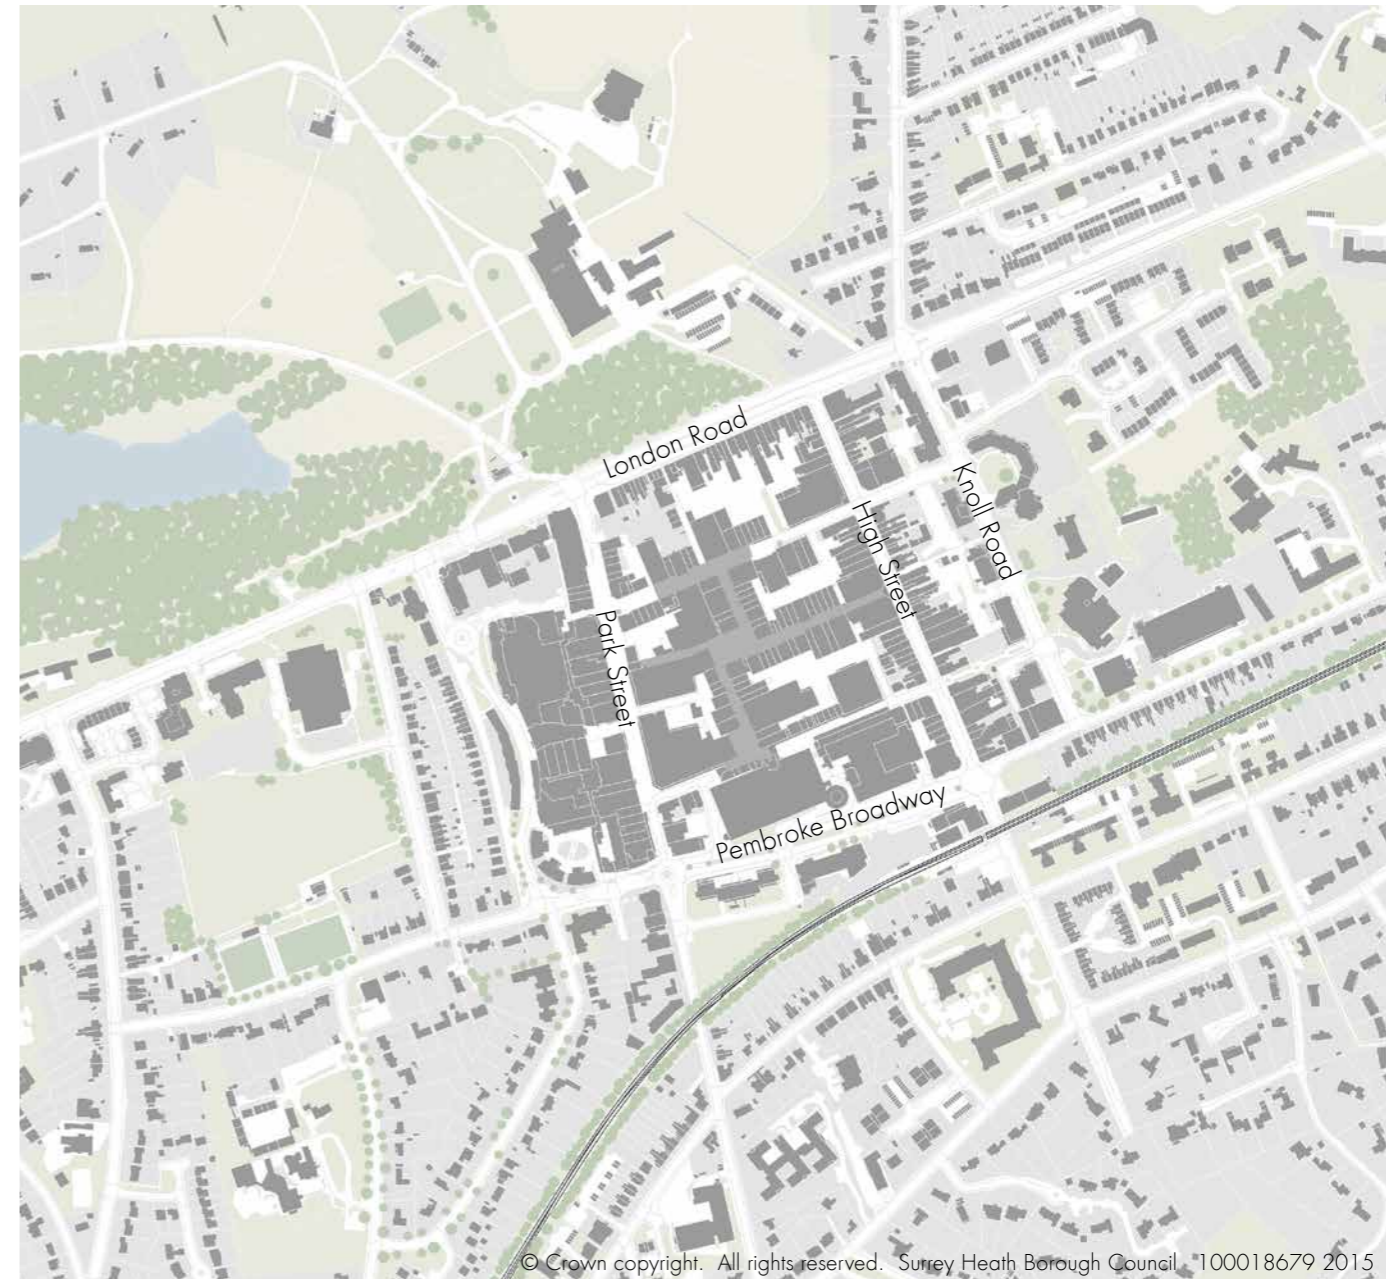 London Road
Knoll Road
High Street
Park Street
Pembroke Broadway
© Crown copyright. All rights reserved. Surrey Heath Borough Council 100018679 2015